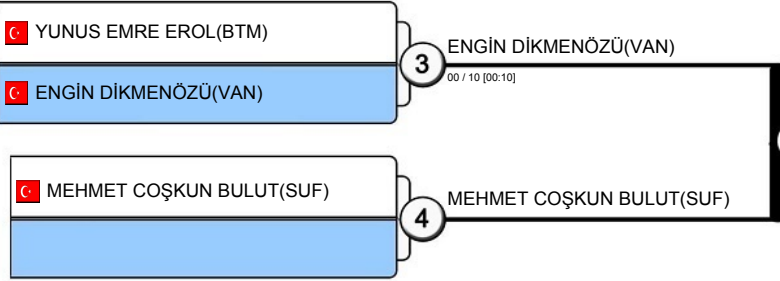 YUNUS EMRE EROL(BTM)
ENGİN DİKMENÖZÜ(VAN)
3
ENGİN DİKMENÖZÜ(VAN)
00 / 10 [00:10]
MEHMET COŞKUN BULUT(SUF)
4
MEHMET COŞKUN BULUT(SUF)